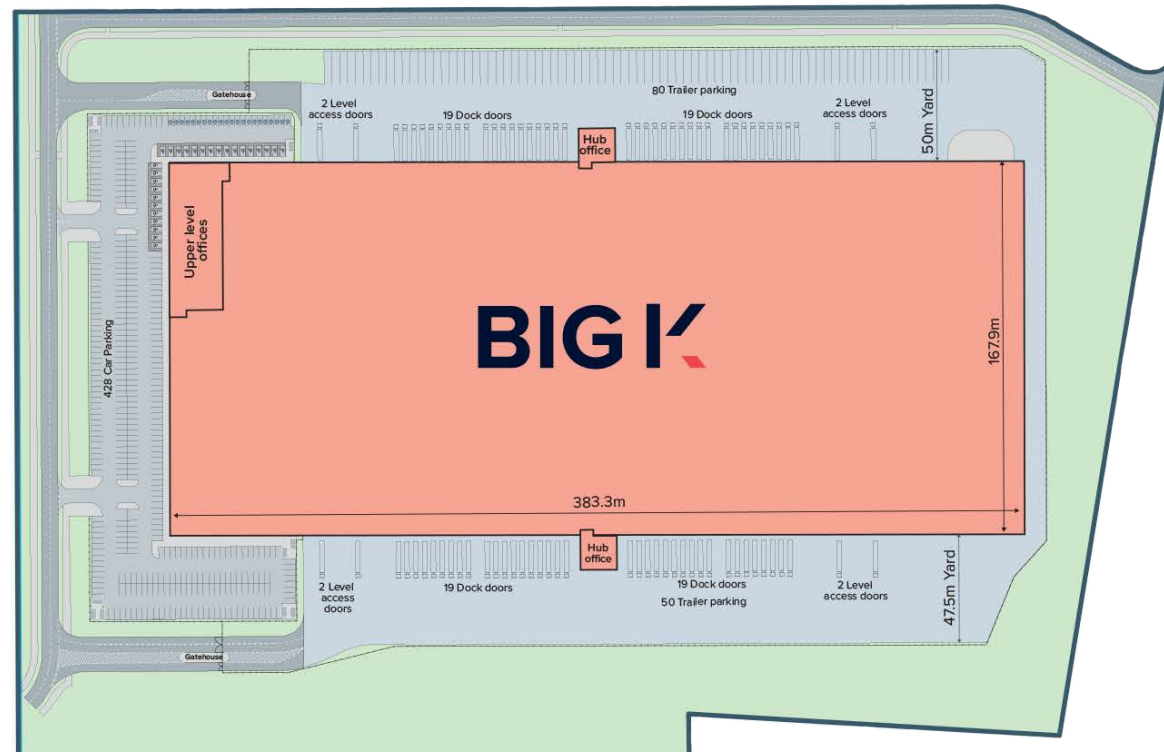 80 Trailer parking
Gatehouse
2 Level
access doors
19 Dock doors
19 Dock doors
2 Level
access doors
50m Yard
Hub
office
Upper level
offices
BIG K
428 Car Parking
167.9m
383.3m
Hub
office
2 Level
access
doors
19 Dock doors
19 Dock doors
50 Trailer parking
2 Level
access doors
47.5m Yard
Gatehouse